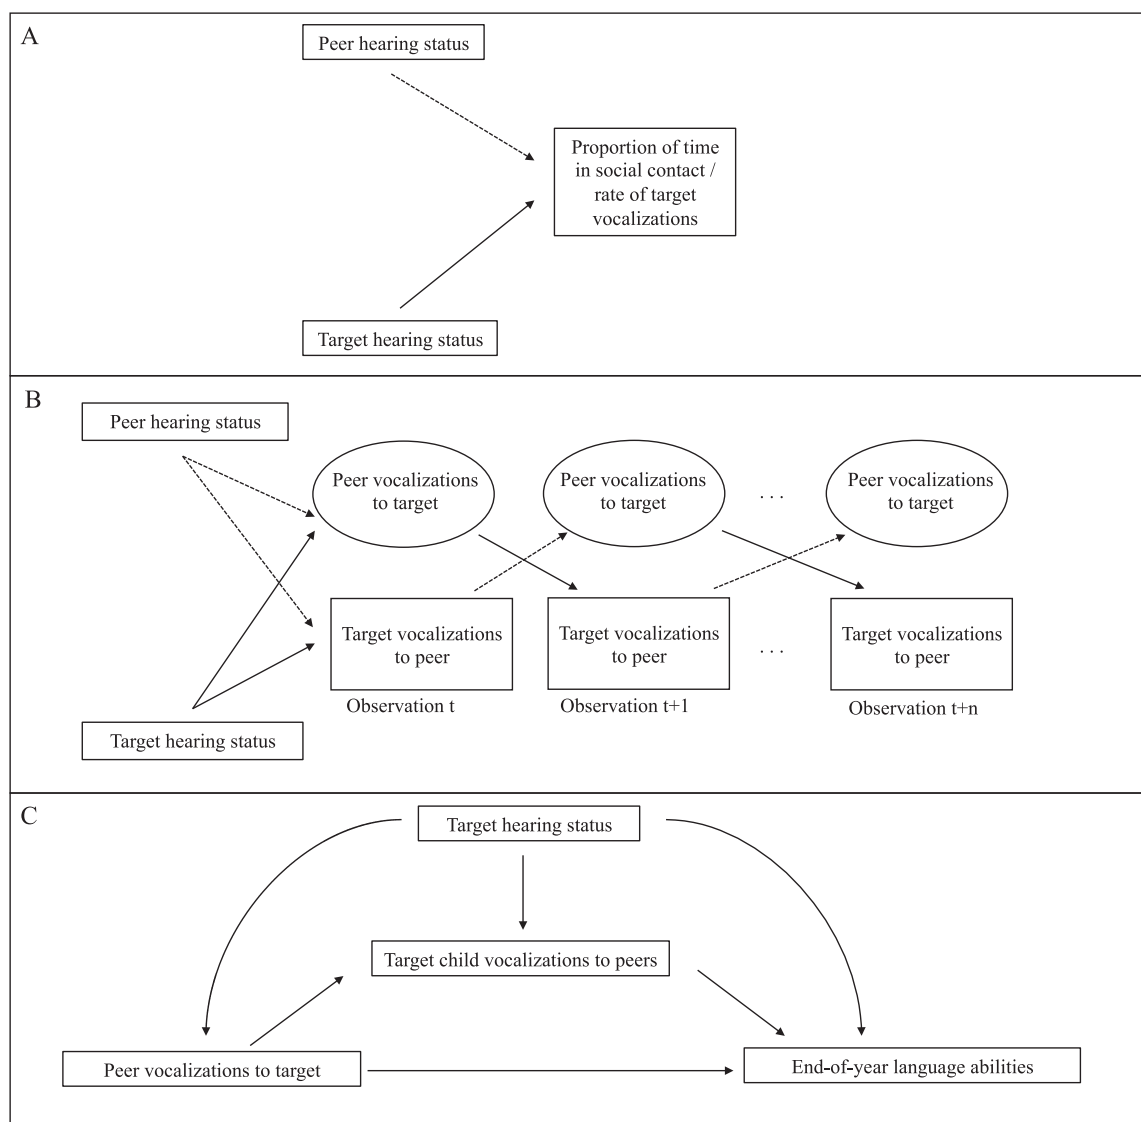 A
Peer hearing status
Proportion of time
in social contact /
rate of target
vocalizations
Target hearing status
B
Peer hearing status
Peer vocalizations
to target
Peer vocalizations
to target
. . .
Peer vocalizations
to target
Target vocalizations
to peer
Target vocalizations
to peer
. . .
Target vocalizations
to peer
Observation t
Observation t+1
Observation t+n
Target hearing status
C
Target hearing status
Target child vocalizations to peers
Peer vocalizations to target
End-of-year language abilities